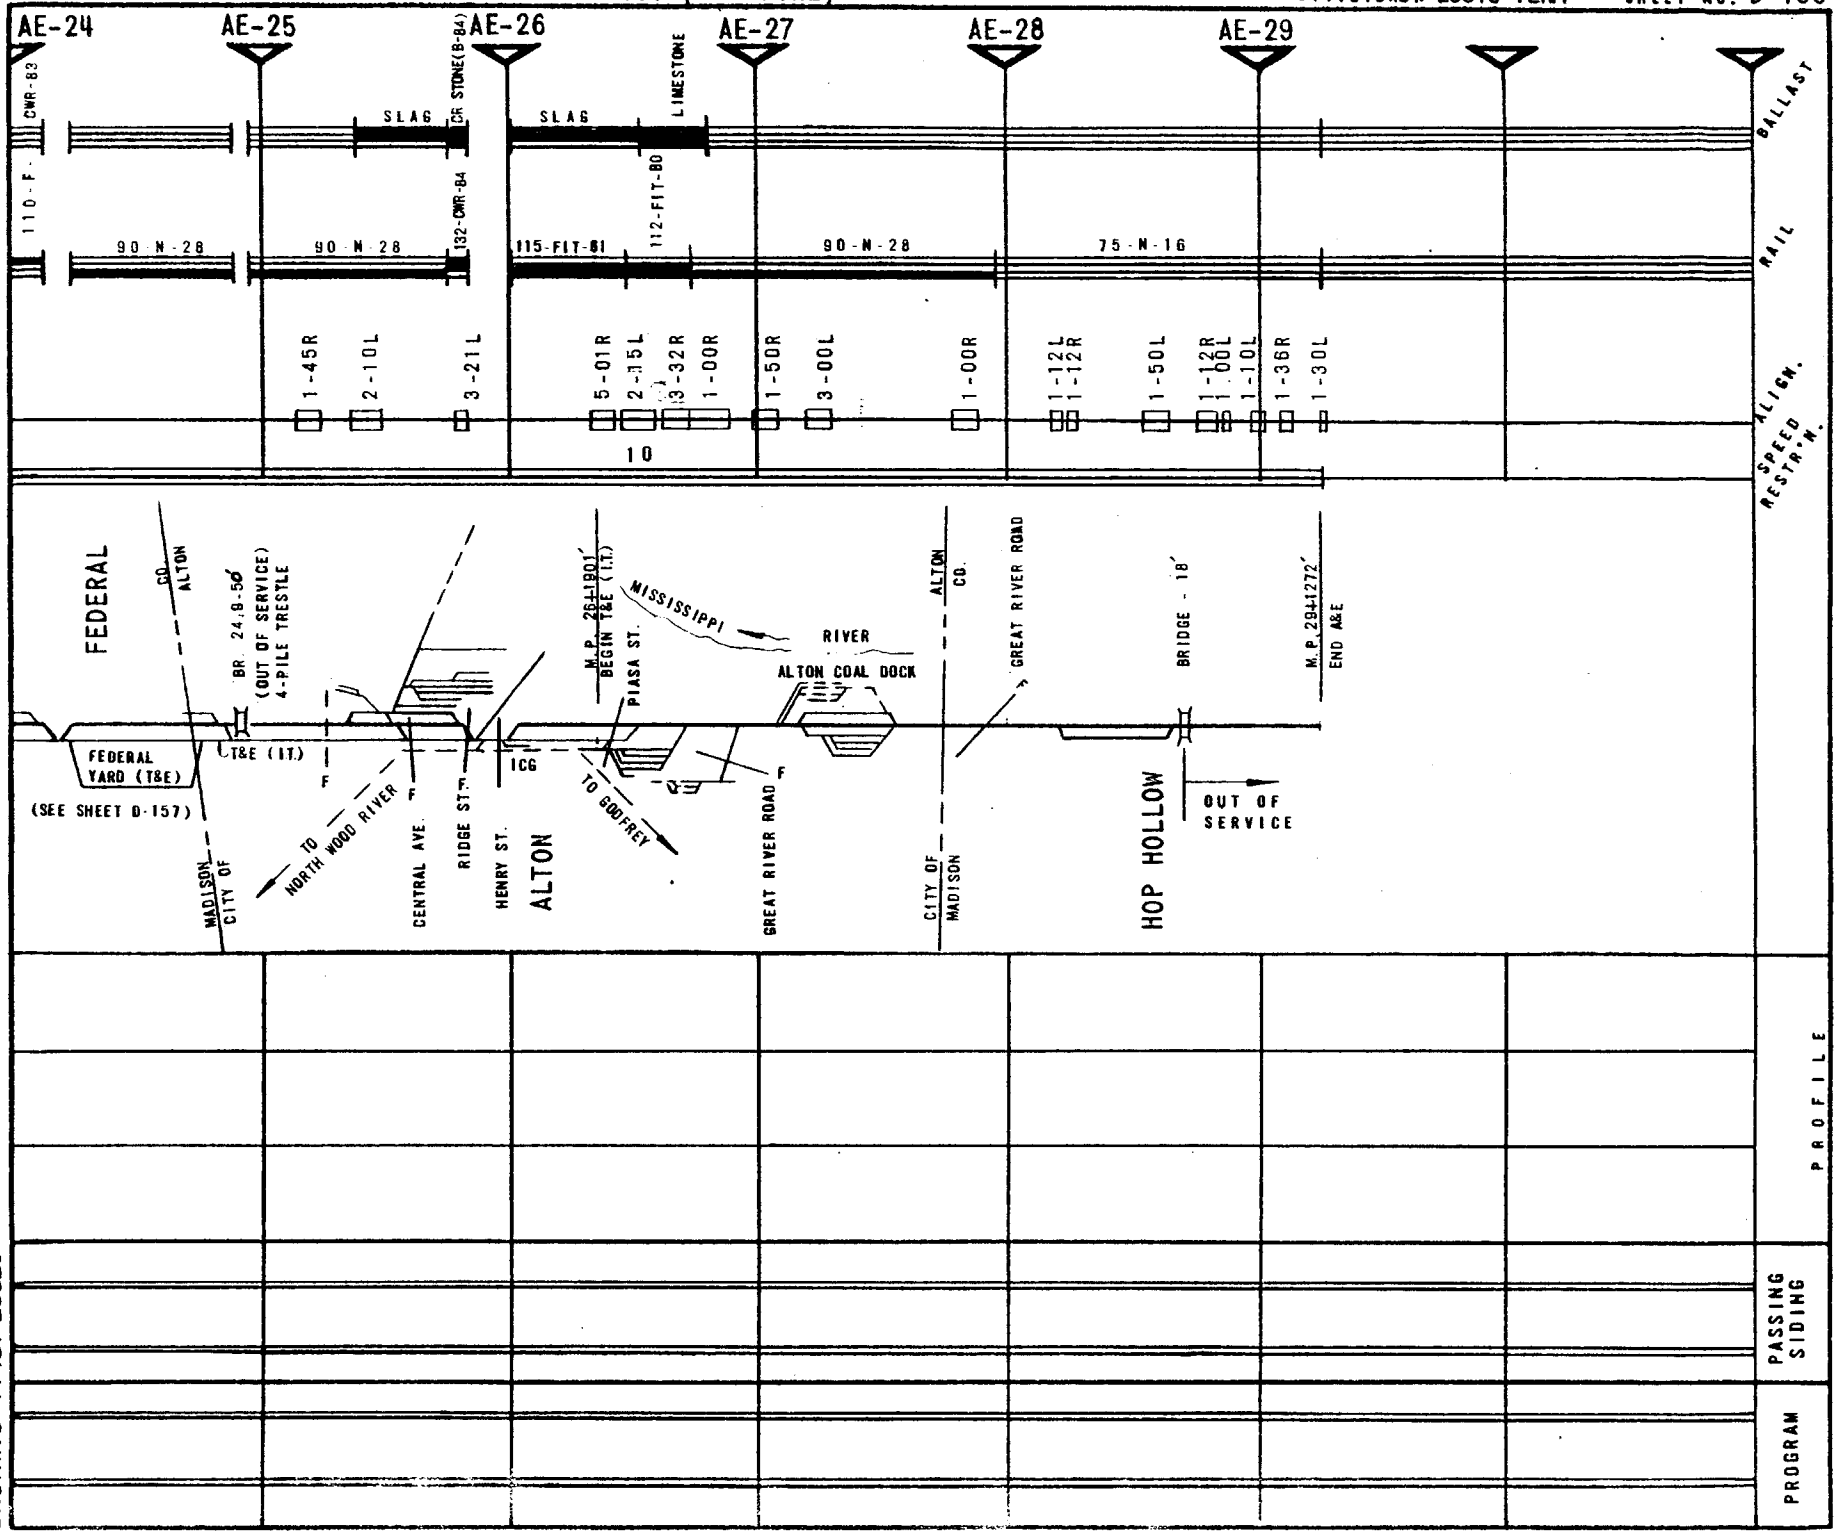 AE-24 AE-25 AE-26 AE-27 AE-28 AE-29
110-F- CWR-83
SLAG
CR STONE(B-84)
SLAG
LIMESTONE
BALLAST
90-N-28
90-N-28
132-CWR-84
115-FIT-61
112-FIT-80
90-N-28
75-N-16
RAIL
1-45R
2-10L
3-21L
5-01R
2-15L
3-32R
1-00R
1-50R
3-00L
1-00R
1-12L
1-12R
1-50L
1-12R
1 00L
1-10L
1-36R
1-30L
ALIGN.
10
SPEED
RESTR'N.
FEDERAL
CO.
ALTON
BR. 24.9-50'
(OUT OF SERVICE)
4-PILE TRESTLE
M.P. 26+1901'
BEGIN T&E (I.T.)
PIASA ST.
MISSISSIPPI
RIVER
ALTON COAL DOCK
ALTON
CO.
GREAT RIVER ROAD
F
BRIDGE - 18'
M.P. 29+1272'
END A&E
FEDERAL
YARD (T&E)
T&E (I.T.)
(SEE SHEET D-157)
F
F
F
ICG
F
TO
NORTH WOOD RIVER
TO GODFREY
MADISON
CITY OF
CENTRAL AVE.
RIDGE ST.
HENRY ST.
ALTON
GREAT RIVER ROAD
CITY OF
MADISON
HOP HOLLOW
OUT OF
SERVICE
PROFILE
PASSING
SIDING
PROGRAM